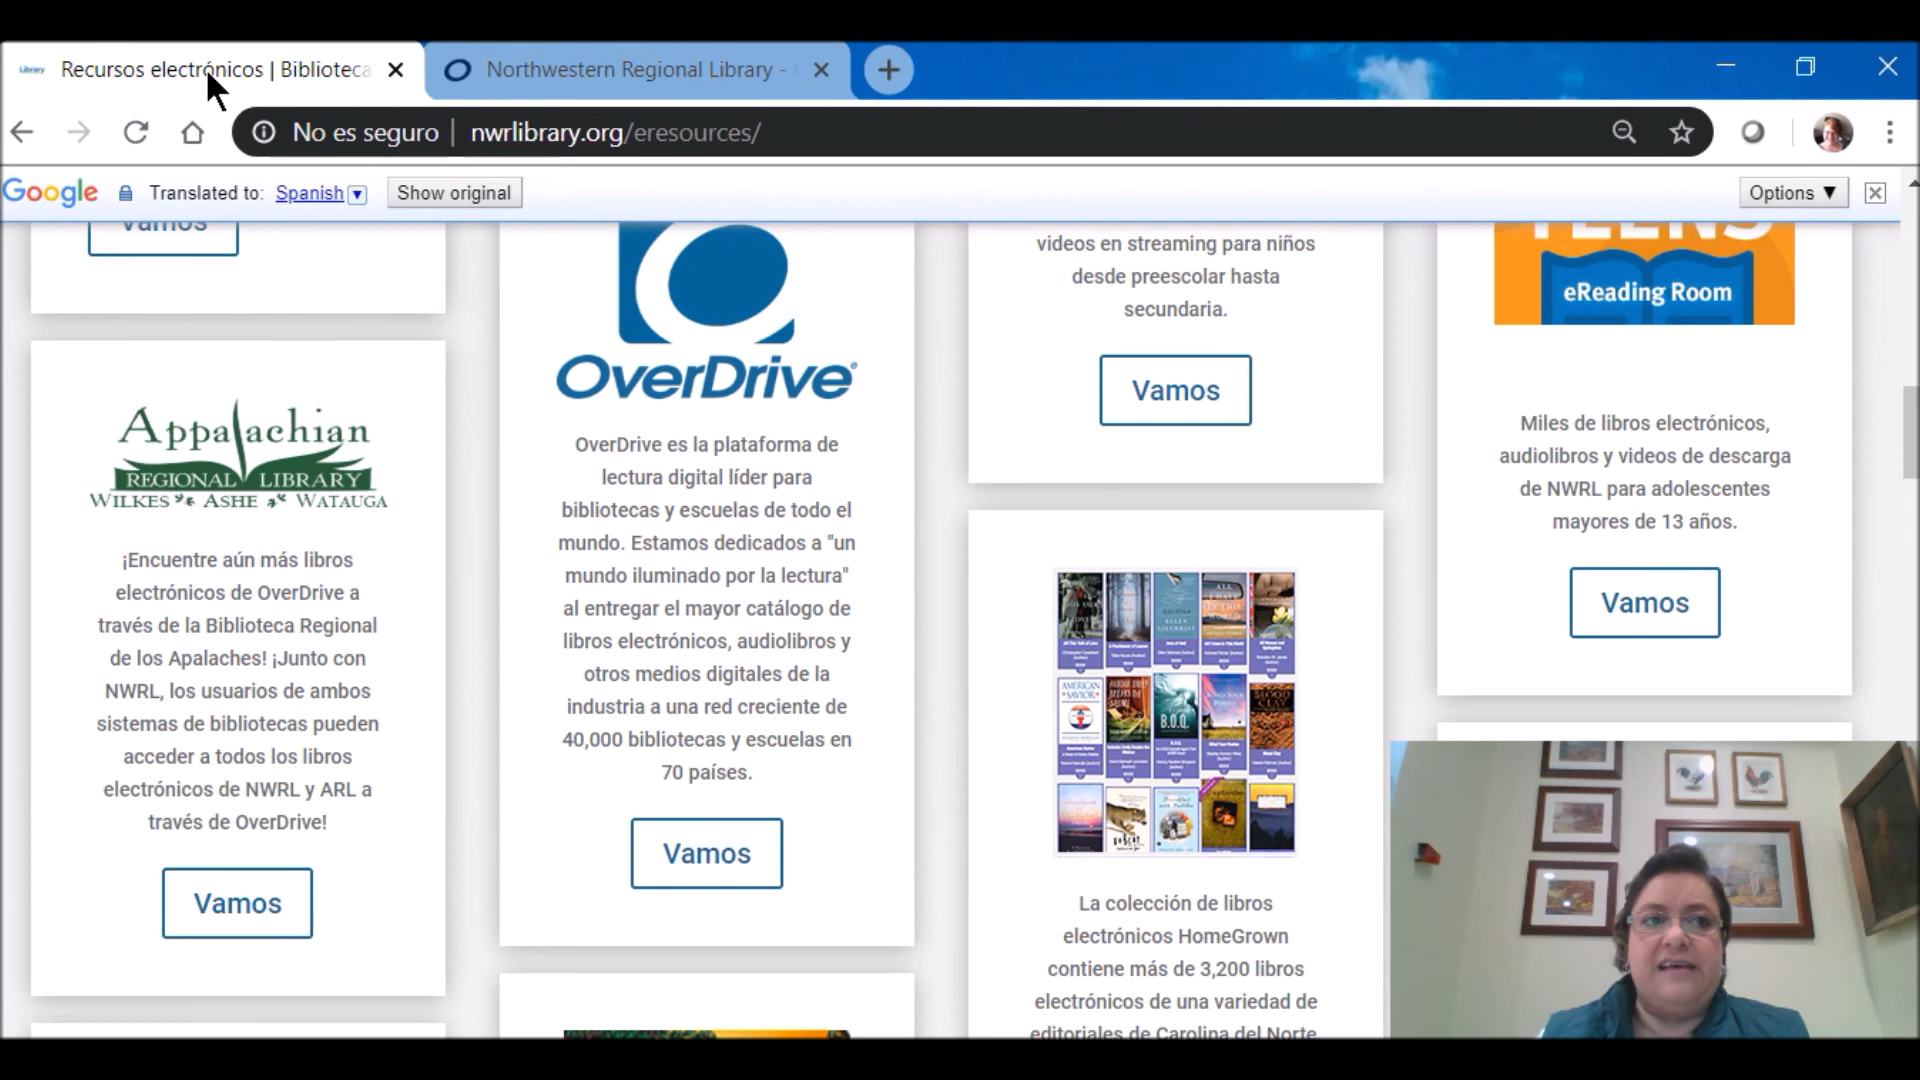 Library
Recursos electrónicos | Biblioteca
Northwestern Regional Library -
No es seguro
nwrlibrary.org/eresources/
Google
Translated to:
Spanish
Show original
Options ▼
Vamos
Appalachian
REGIONAL LIBRARY
WILKES ASHE WATAUGA
¡Encuentre aún más libros
electrónicos de OverDrive a
través de la Biblioteca Regional
de los Apalaches! ¡Junto con
NWRL, los usuarios de ambos
sistemas de bibliotecas pueden
acceder a todos los libros
electrónicos de NWRL y ARL a
través de OverDrive!
Vamos
OverDrive
OverDrive es la plataforma de
lectura digital líder para
bibliotecas y escuelas de todo el
mundo. Estamos dedicados a "un
mundo iluminado por la lectura"
al entregar el mayor catálogo de
libros electrónicos, audiolibros y
otros medios digitales de la
industria a una red creciente de
40,000 bibliotecas y escuelas en
70 países.
Vamos
videos en streaming para niños
desde preescolar hasta
secundaria.
Vamos
AMERICAN
SAVIOR
B.O.Q.
La colección de libros
electrónicos HomeGrown
contiene más de 3,200 libros
electrónicos de una variedad de
editoriales de Carolina del Norte,
TEENS
eReading Room
Miles de libros electrónicos,
audiolibros y videos de descarga
de NWRL para adolescentes
mayores de 13 años.
Vamos